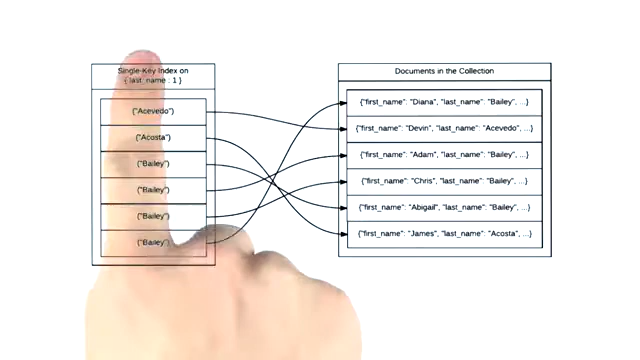 Single-Key Index on
{ last_name : 1 }
{"Acevedo"}
{"Acosta"}
{"Bailey"}
{"Bailey"}
{"Bailey"}
{"Bailey"}
Documents in the Collection
{"first_name": "Diana", "last_name": "Bailey", ...}
{"first_name": "Devin", "last_name": "Acevedo", ...}
{"first_name": "Adam", "last_name": "Bailey", ...}
{"first_name": "Chris", "last_name": "Bailey", ...}
{"first_name": "Abigail", "last_name": "Bailey", ...}
{"first_name": "James", "last_name": "Acosta", ...}